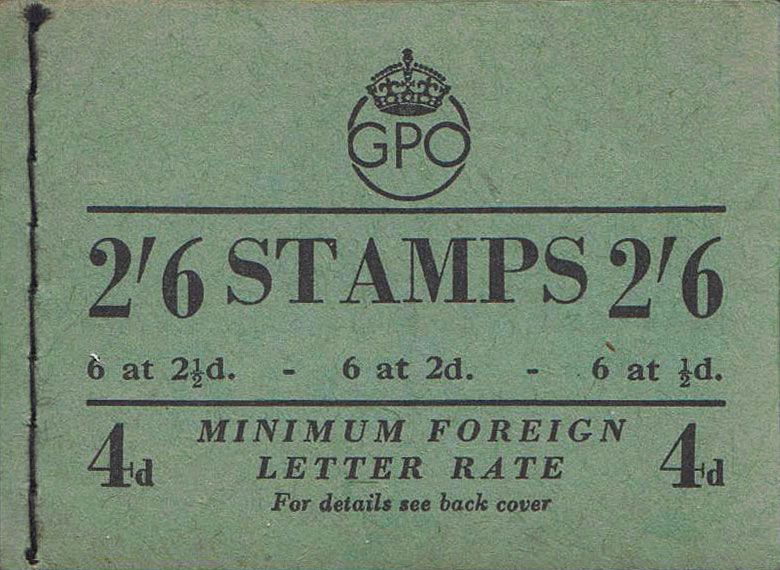 GPO
2/6 STAMPS 2/6
6 at 2½d. - 6 at 2d. - 6 at ½d.
4d MINIMUM FOREIGN LETTER RATE 4d
For details see back cover